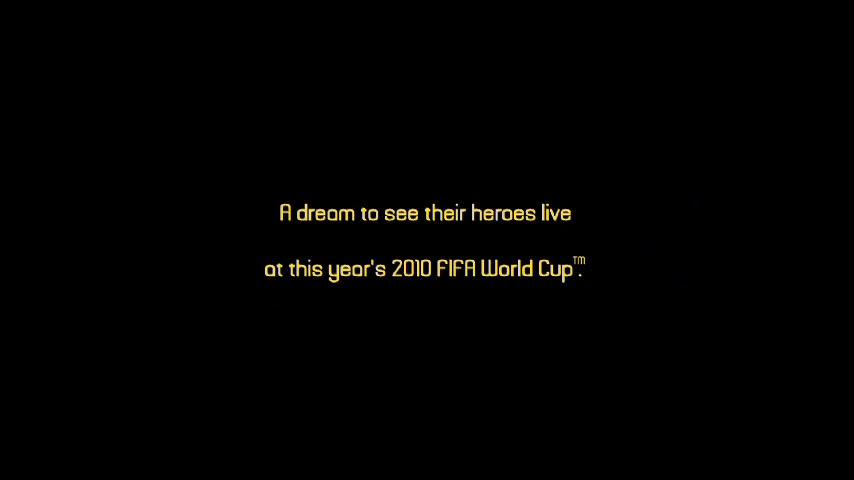 A dream to see their heroes live
at this year's 2010 FIFA World Cup™.